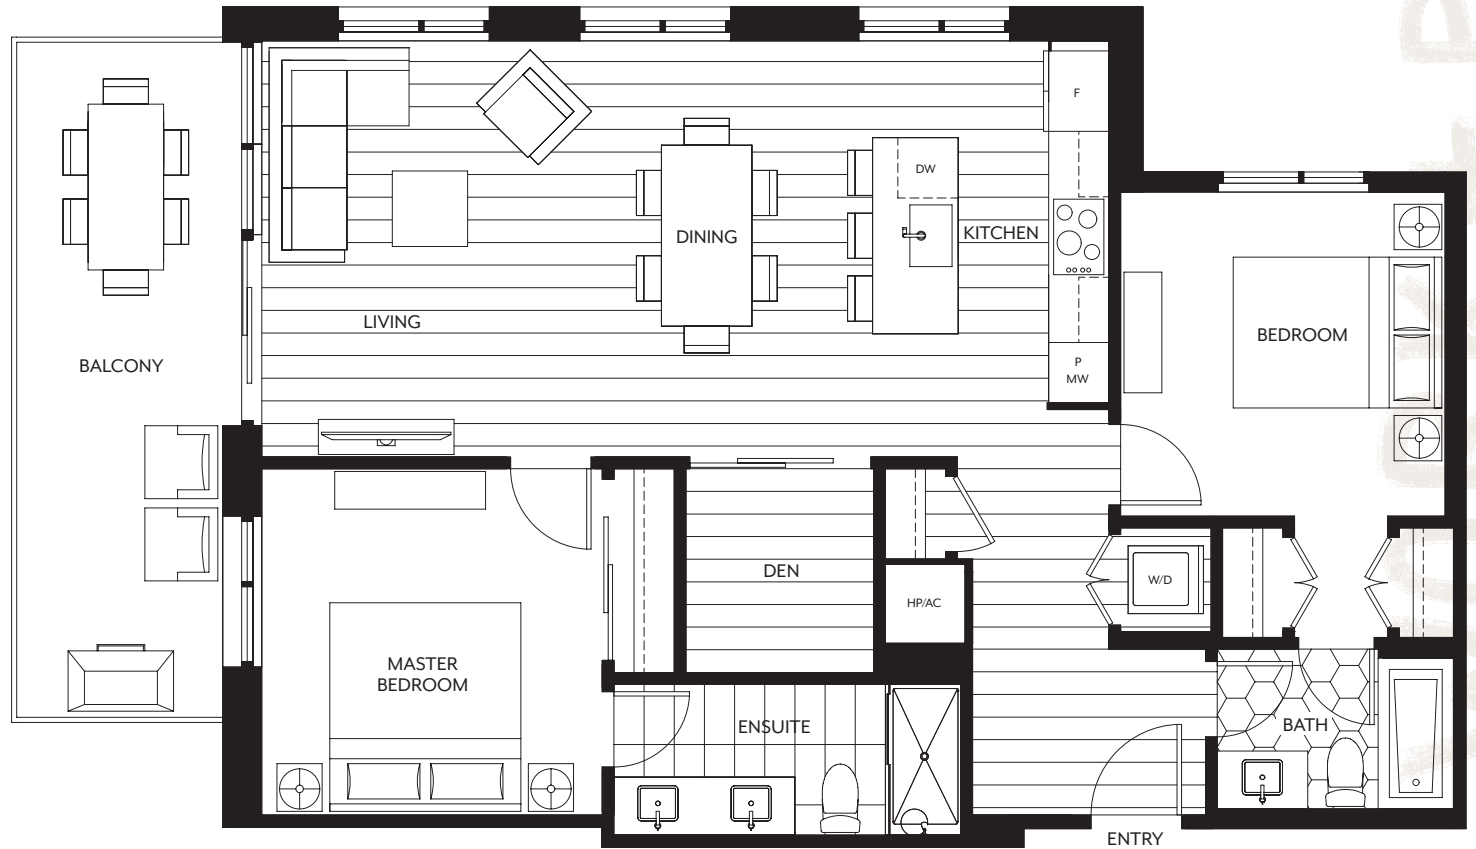 F
DW
DINING
KITCHEN
LIVING
BEDROOM
BALCONY
P
MW
DEN
W/D
HP/AC
MASTER
BEDROOM
ENSUITE
BATH
ENTRY